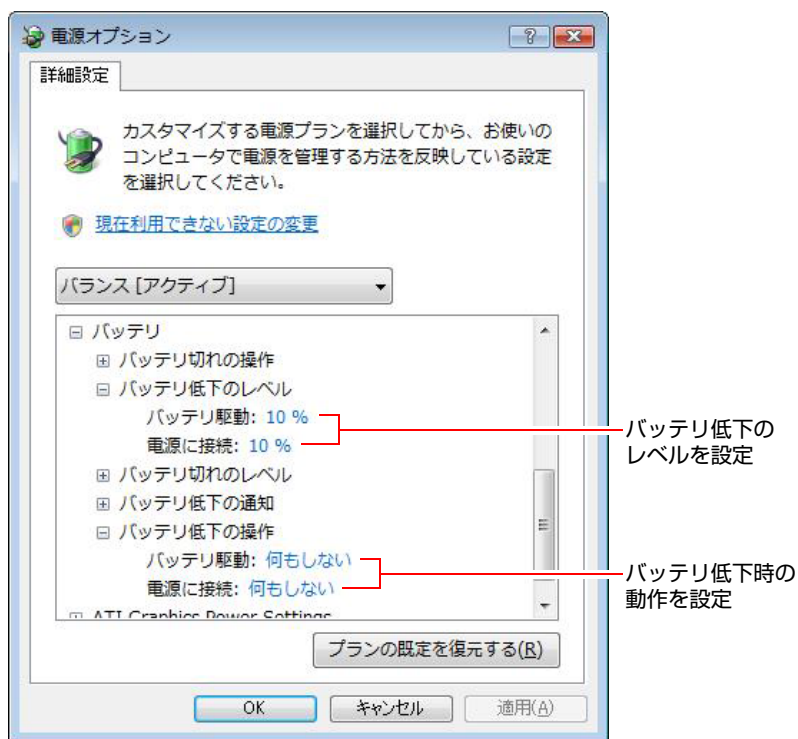 電源オプション
詳細設定
カスタマイズする電源プランを選択してから、お使いの
コンピュータで電源を管理する方法を反映している設定
を選択してください。
現在利用できない設定の変更
バランス [アクティブ]
バッテリ
バッテリ切れの操作
バッテリ低下のレベル
バッテリ駆動: 10 %
電源に接続: 10 %
バッテリ低下の
レベルを設定
バッテリ切れのレベル
バッテリ低下の通知
バッテリ低下の操作
バッテリ駆動: 何もしない
電源に接続: 何もしない
バッテリ低下時の
動作を設定
ATI Graphics Power Settings
プランの既定を復元する(R)
OK キャンセル 適用(A)